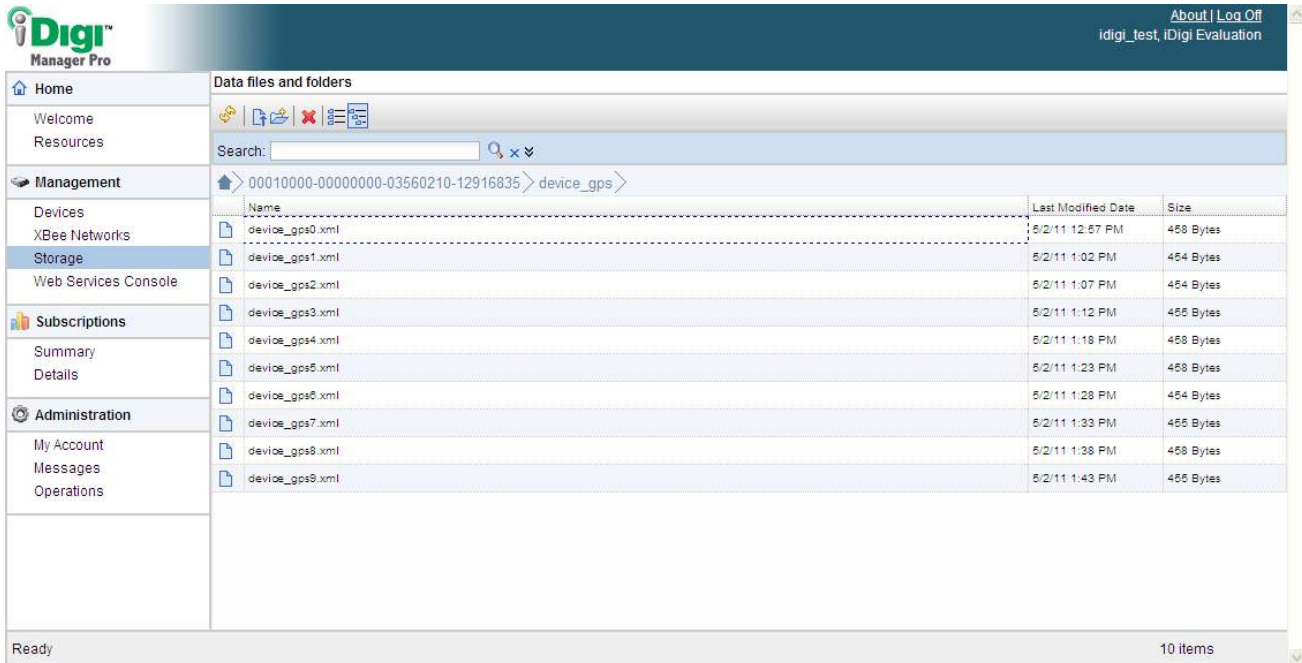 About | Log Off
iDigi™
Manager Pro
idigi_test, iDigi Evaluation
Home
Welcome
Resources
Management
Devices
XBee Networks
Storage
Web Services Console
Subscriptions
Summary
Details
Administration
My Account
Messages
Operations
Data files and folders
Search:
00010000-00000000-03560210-12916835 device_gps
Name Last Modified Date Size
device_gps0.xml 5/2/11 12:57 PM 458 Bytes
device_gps1.xml 5/2/11 1:02 PM 454 Bytes
device_gps2.xml 5/2/11 1:07 PM 454 Bytes
device_gps3.xml 5/2/11 1:12 PM 455 Bytes
device_gps4.xml 5/2/11 1:18 PM 458 Bytes
device_gps5.xml 5/2/11 1:23 PM 458 Bytes
device_gps6.xml 5/2/11 1:28 PM 454 Bytes
device_gps7.xml 5/2/11 1:33 PM 455 Bytes
device_gps8.xml 5/2/11 1:38 PM 458 Bytes
device_gps9.xml 5/2/11 1:43 PM 455 Bytes
Ready 10 items